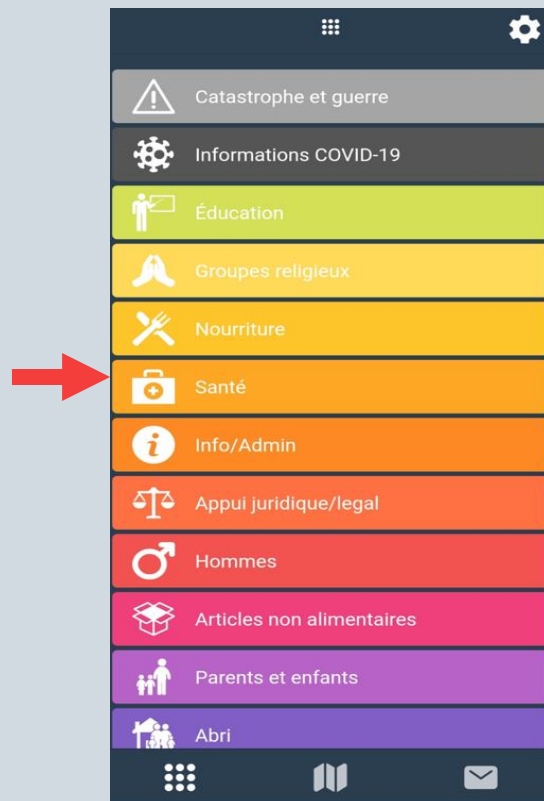 Catastrophe et guerre
Informations COVID-19
Éducation
Groupes religieux
Nourriture
Santé
Info/Admin
Appui juridique/legal
Hommes
Articles non alimentaires
Parents et enfants
Abri